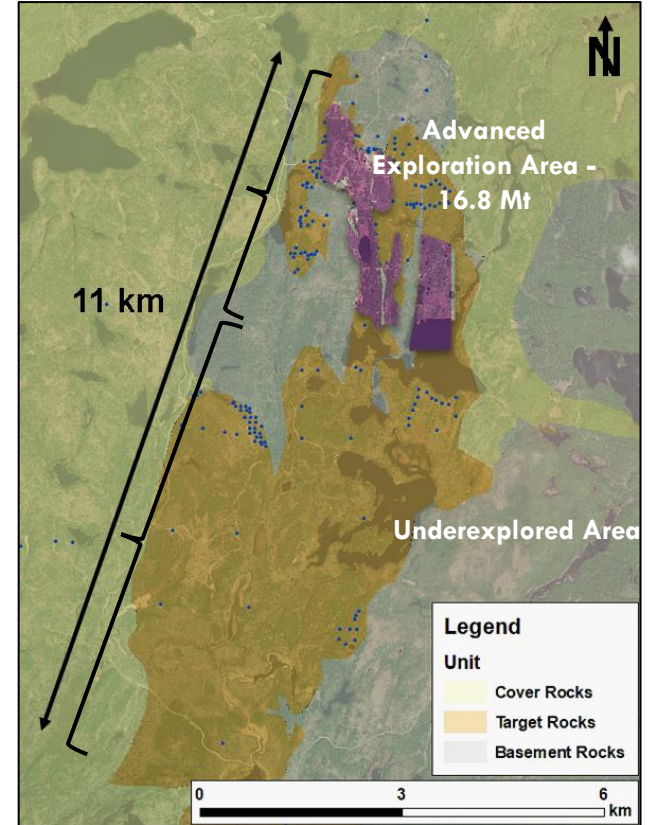 N
Advanced
Exploration Area -
16.8 Mt
11 km
Underexplored Area
Legend
Unit
Cover Rocks
Target Rocks
Basement Rocks
0 3 6
km